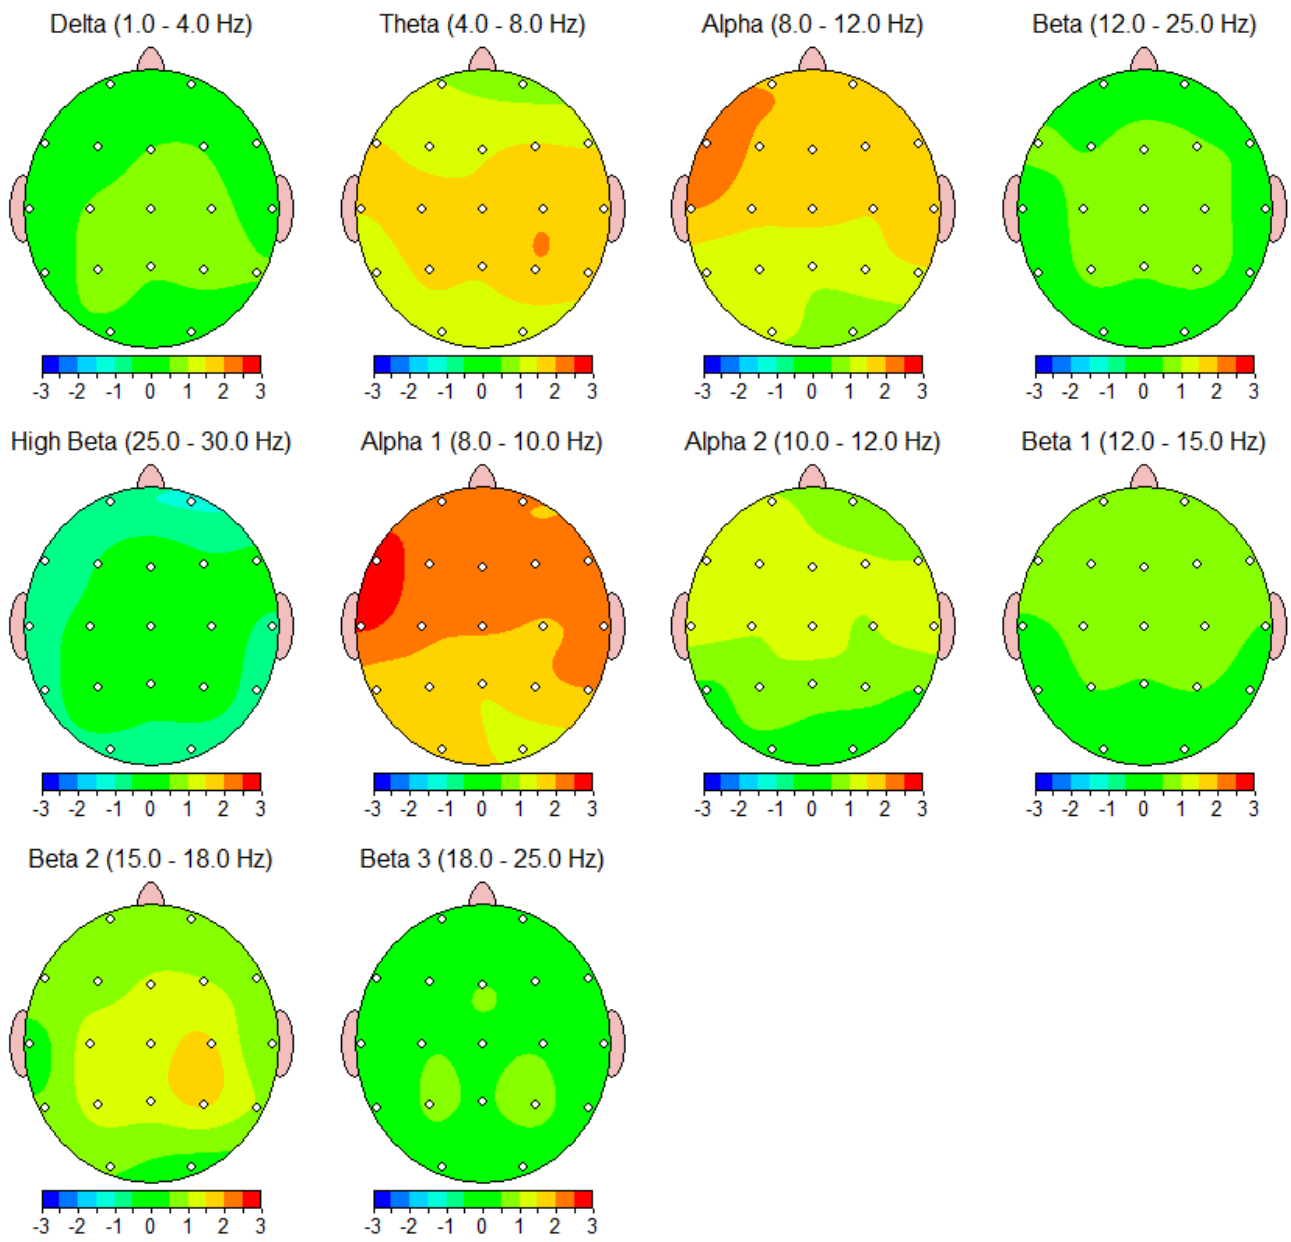 Delta (1.0 - 4.0 Hz)
Theta (4.0 - 8.0 Hz)
Alpha (8.0 - 12.0 Hz)
Beta (12.0 - 25.0 Hz)
-3 -2 -1 0 1 2 3
-3 -2 -1 0 1 2 3
-3 -2 -1 0 1 2 3
-3 -2 -1 0 1 2 3
High Beta (25.0 - 30.0 Hz)
Alpha 1 (8.0 - 10.0 Hz)
Alpha 2 (10.0 - 12.0 Hz)
Beta 1 (12.0 - 15.0 Hz)
-3 -2 -1 0 1 2 3
-3 -2 -1 0 1 2 3
-3 -2 -1 0 1 2 3
-3 -2 -1 0 1 2 3
Beta 2 (15.0 - 18.0 Hz)
Beta 3 (18.0 - 25.0 Hz)
-3 -2 -1 0 1 2 3
-3 -2 -1 0 1 2 3